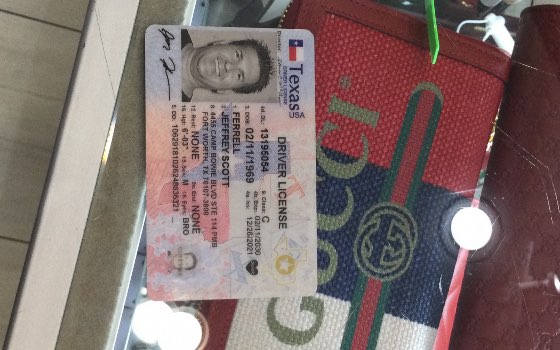 Texas
USA
DRIVER LICENSE
4d. DL: 13195054 9. Class: C
3. DOB: 02/11/1969 4b. Exp: 02/11/2030
4a. Iss: 12/26/2021
1. FERRELL
2. JEFFREY SCOTT
8. 4455 CAMP BOWIE BLVD STE 114 PMB
FORT WORTH, TX 76107-3800
12. Rest: NONE 9a. End: NONE
16. Hgt: 6'-03" 15. Sex: M 18. Eyes: BRO
5. DD:
GUCCI
GUCCI